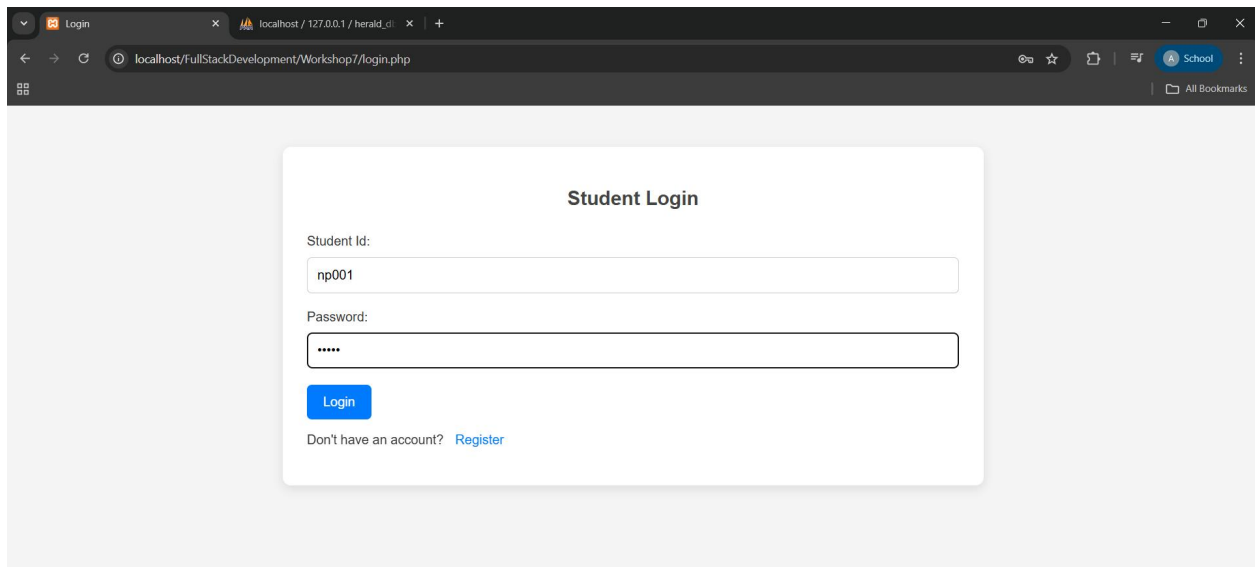 Login
localhost / 127.0.0.1 / herald_d
localhost/FullStackDevelopment/Workshop7/login.php
A School
All Bookmarks
Student Login
Student Id:
np001
Password:
•••••
Login
Don't have an account? Register